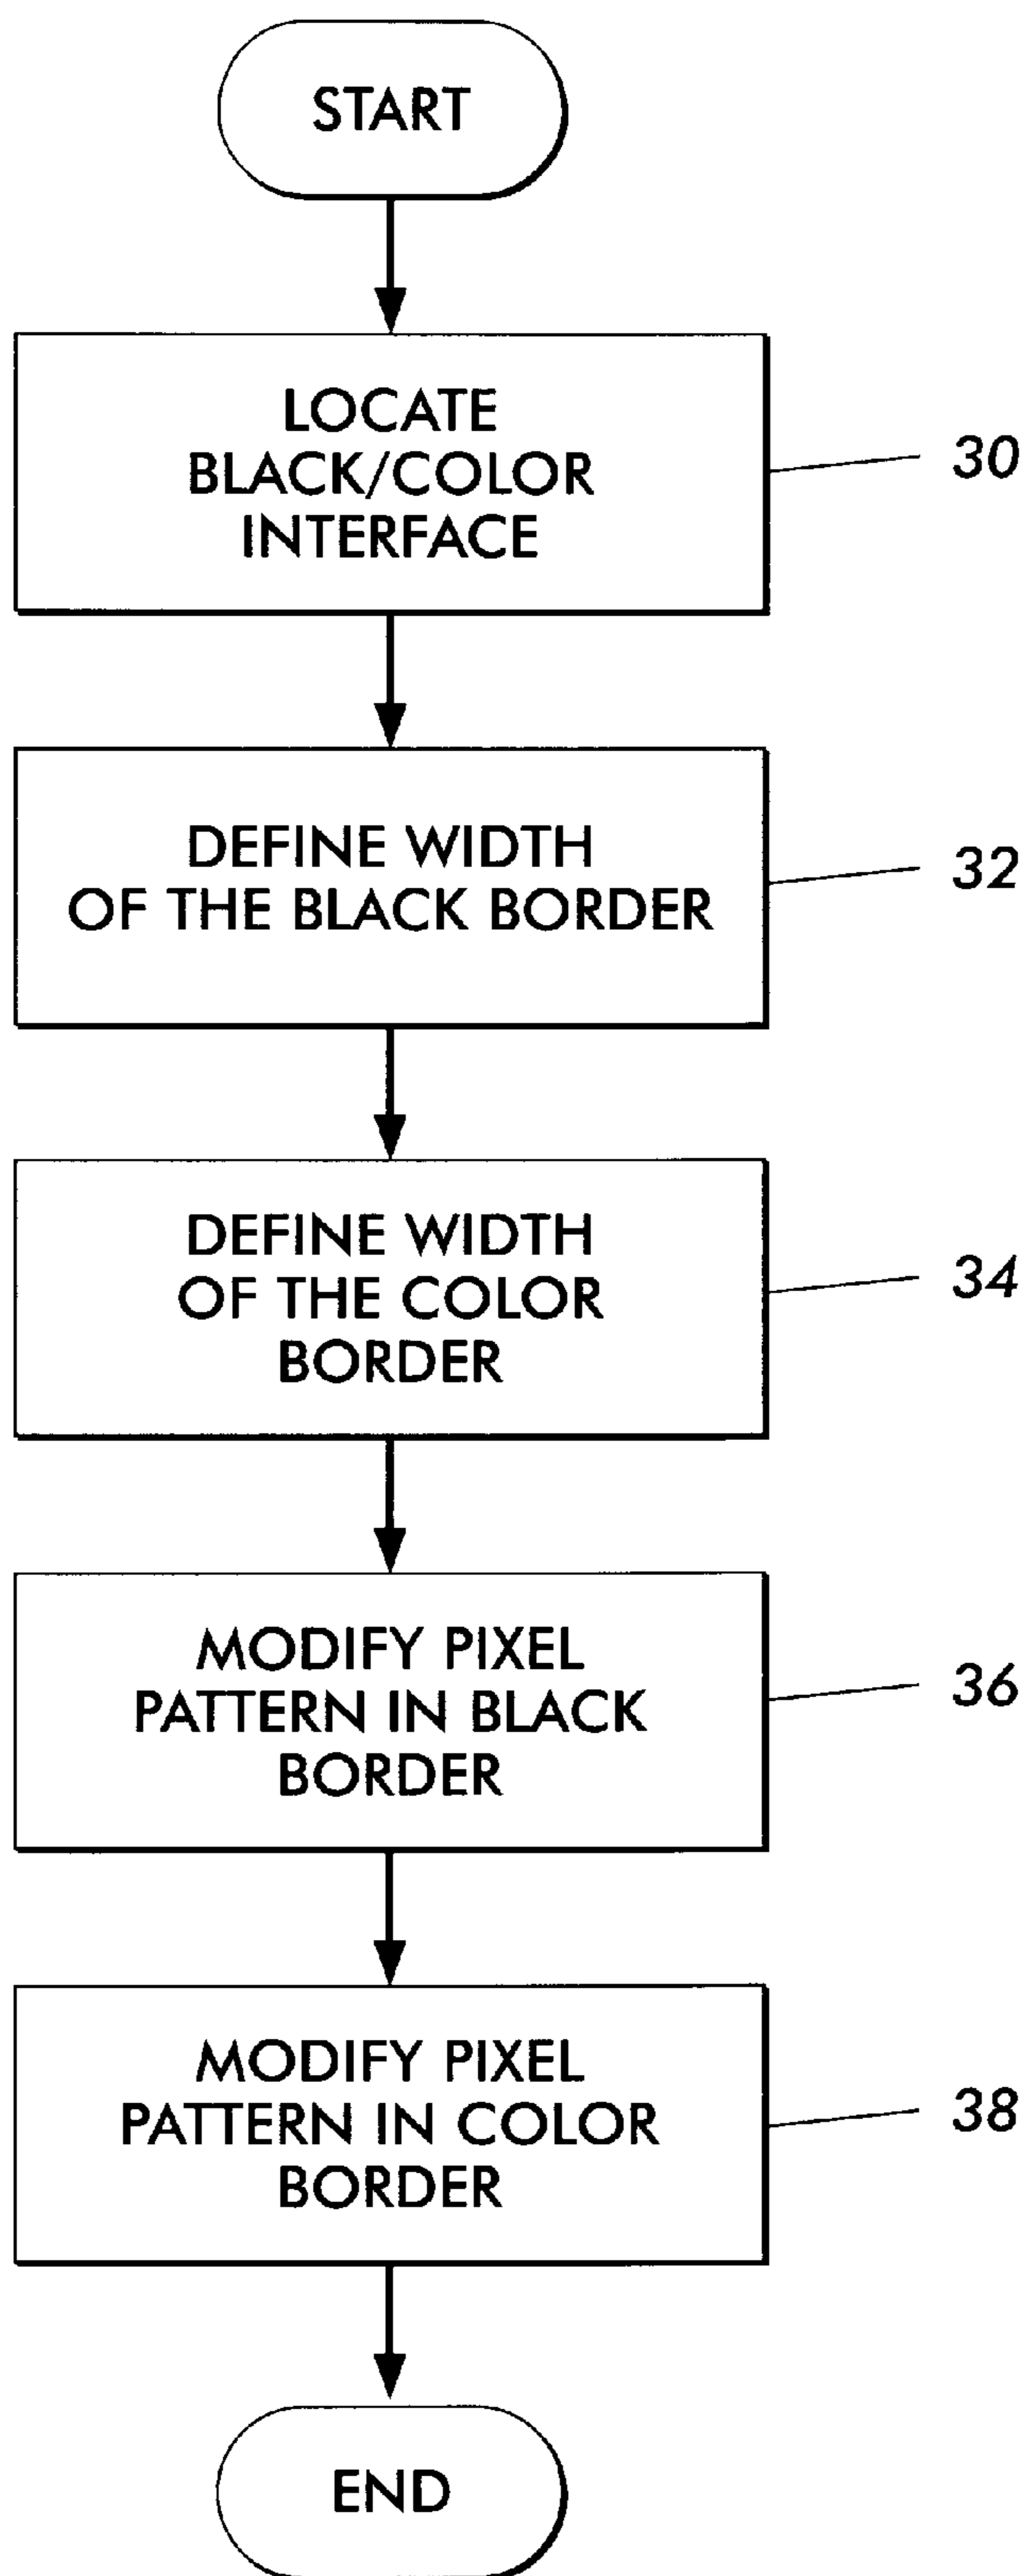 START
LOCATE
BLACK/COLOR
INTERFACE
30
DEFINE WIDTH
OF THE BLACK BORDER
32
DEFINE WIDTH
OF THE COLOR
BORDER
34
MODIFY PIXEL
PATTERN IN BLACK
BORDER
36
MODIFY PIXEL
PATTERN IN COLOR
BORDER
38
END